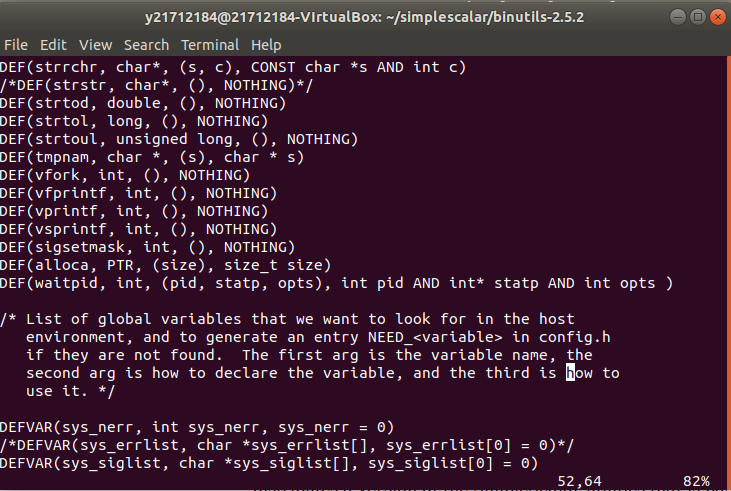 y21712184@21712184-VIrtualBox: ~/simplescalar/binutils-2.5.2
File Edit View Search Terminal Help
DEF(strrchr, char*, (s, c), CONST char *s AND int c)
/*DEF(strstr, char*, (), NOTHING)*/
DEF(strtod, double, (), NOTHING)
DEF(strtol, long, (), NOTHING)
DEF(strtoul, unsigned long, (), NOTHING)
DEF(tmpnam, char *, (s), char * s)
DEF(vfork, int, (), NOTHING)
DEF(vfprintf, int, (), NOTHING)
DEF(vprintf, int, (), NOTHING)
DEF(vsprintf, int, (), NOTHING)
DEF(sigsetmask, int, (), NOTHING)
DEF(alloca, PTR, (size), size_t size)
DEF(waitpid, int, (pid, statp, opts), int pid AND int* statp AND int opts )
/* List of global variables that we want to look for in the host
   environment, and to generate an entry NEED_<variable> in config.h
   if they are not found.  The first arg is the variable name, the
   second arg is how to declare the variable, and the third is how to
   use it. */
DEFVAR(sys_nerr, int sys_nerr, sys_nerr = 0)
/*DEFVAR(sys_errlist, char *sys_errlist[], sys_errlist[0] = 0)*/
DEFVAR(sys_siglist, char *sys_siglist[], sys_siglist[0] = 0)
52,64 82%